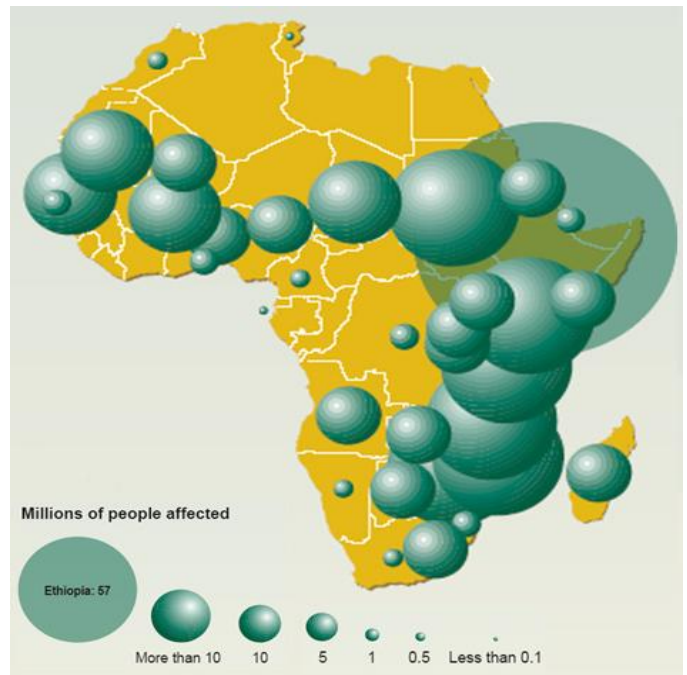 Millions of people affected
Ethiopia: 57
More than 10 10 5 1 0.5 Less than 0.1